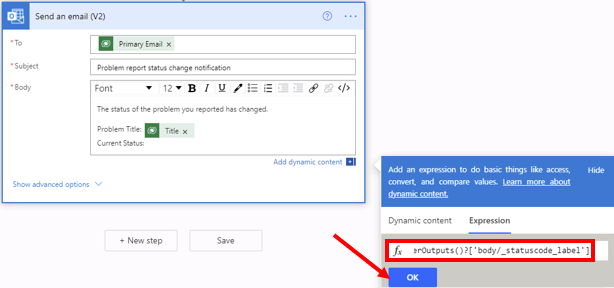 Send an email (V2)
* To
Primary Email ×
* Subject
Problem report status change notification
* Body
Font 12 B I U
The status of the problem you reported has changed.
Problem Title: Title ×
Current Status:
Add dynamic content
Show advanced options
+ New step
Save
Add an expression to do basic things like access, Hide
convert, and compare values. Learn more about
dynamic content.
Dynamic content Expression
fx erOutputs()?['body/_statuscode_label']
OK